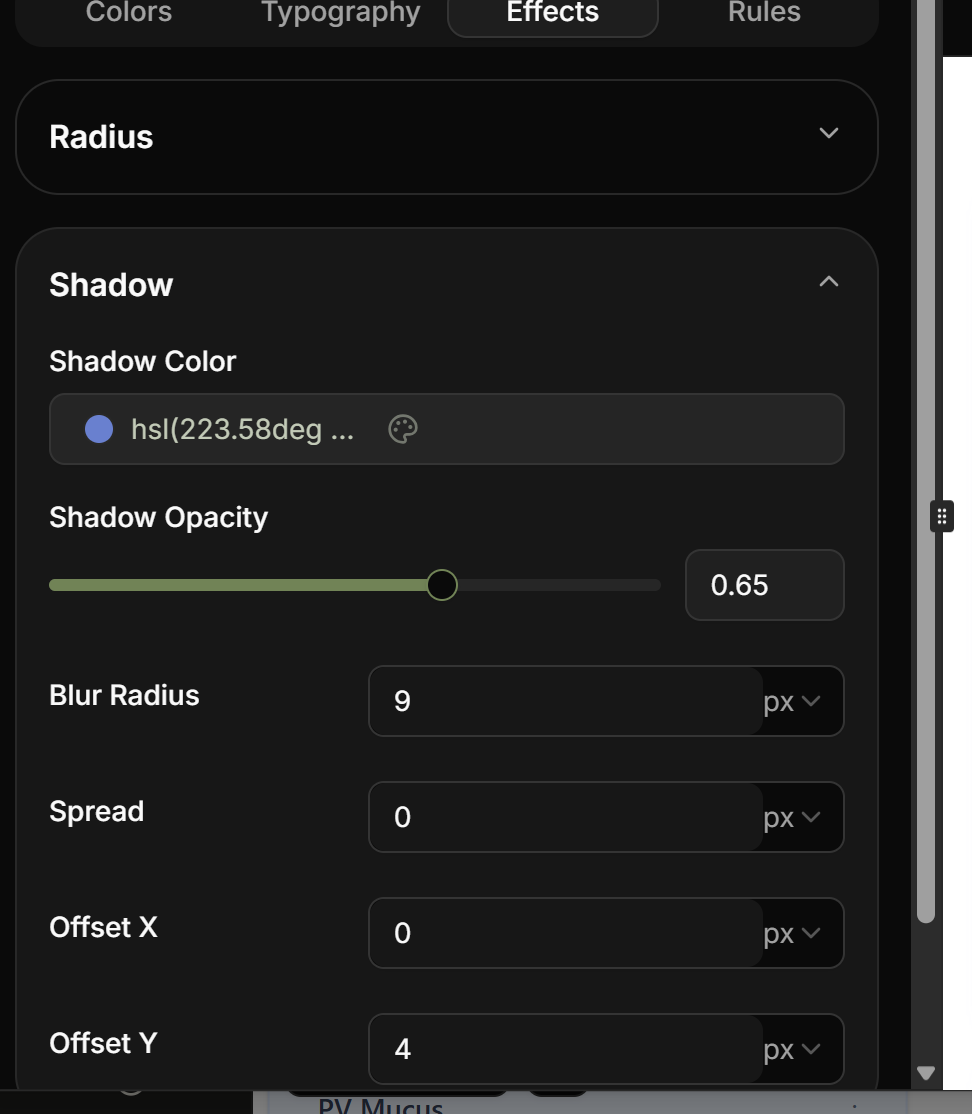 Colors Typography Effects Rules
Radius
Shadow
Shadow Color
hsl(223.58deg ...
Shadow Opacity
0.65
Blur Radius 9 px
Spread 0 px
Offset X 0 px
Offset Y 4 px
PV Mucus